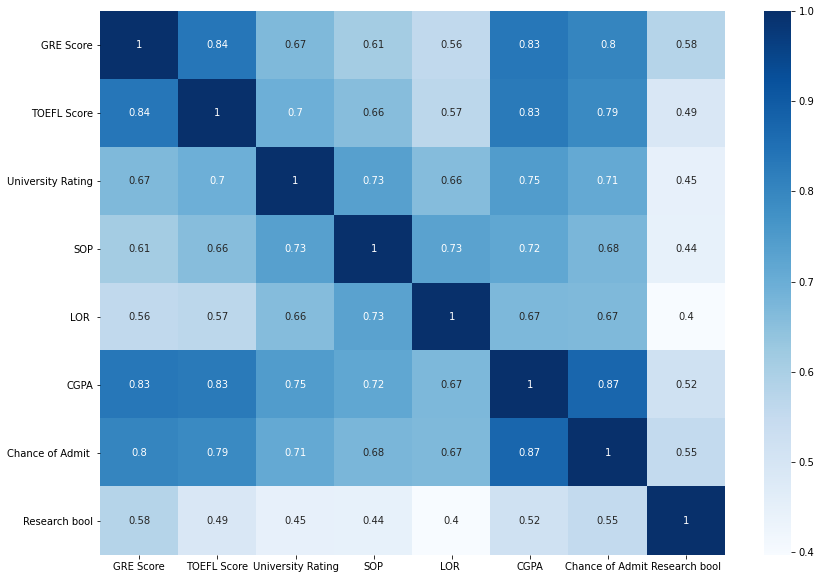 GRE Score 1 0.84 0.67 0.61 0.56 0.83 0.8 0.58
TOEFL Score 0.84 1 0.7 0.66 0.57 0.83 0.79 0.49
University Rating 0.67 0.7 1 0.73 0.66 0.75 0.71 0.45
SOP 0.61 0.66 0.73 1 0.73 0.72 0.68 0.44
LOR 0.56 0.57 0.66 0.73 1 0.67 0.67 0.4
CGPA 0.83 0.83 0.75 0.72 0.67 1 0.87 0.52
Chance of Admit 0.8 0.79 0.71 0.68 0.67 0.87 1 0.55
Research bool 0.58 0.49 0.45 0.44 0.4 0.52 0.55 1
GRE Score TOEFL Score University Rating SOP LOR CGPA Chance of Admit Research bool
1.0
0.9
0.8
0.7
0.6
0.5
0.4